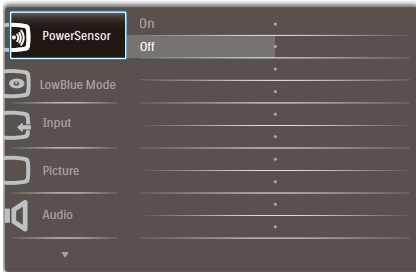 PowerSensor
On
Off
LowBlue Mode
Input
Picture
Audio